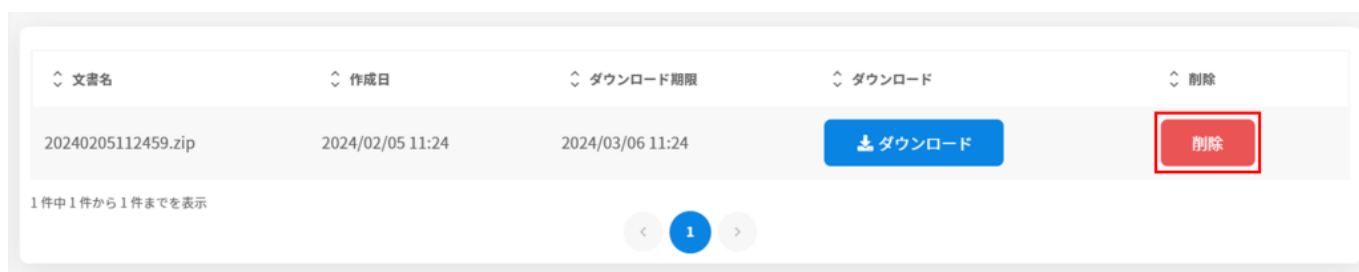 文書名 作成日 ダウンロード期限 ダウンロード 削除
20240205112459.zip 2024/02/05 11:24 2024/03/06 11:24 ダウンロード 削除
1件中1件から1件までを表示
1